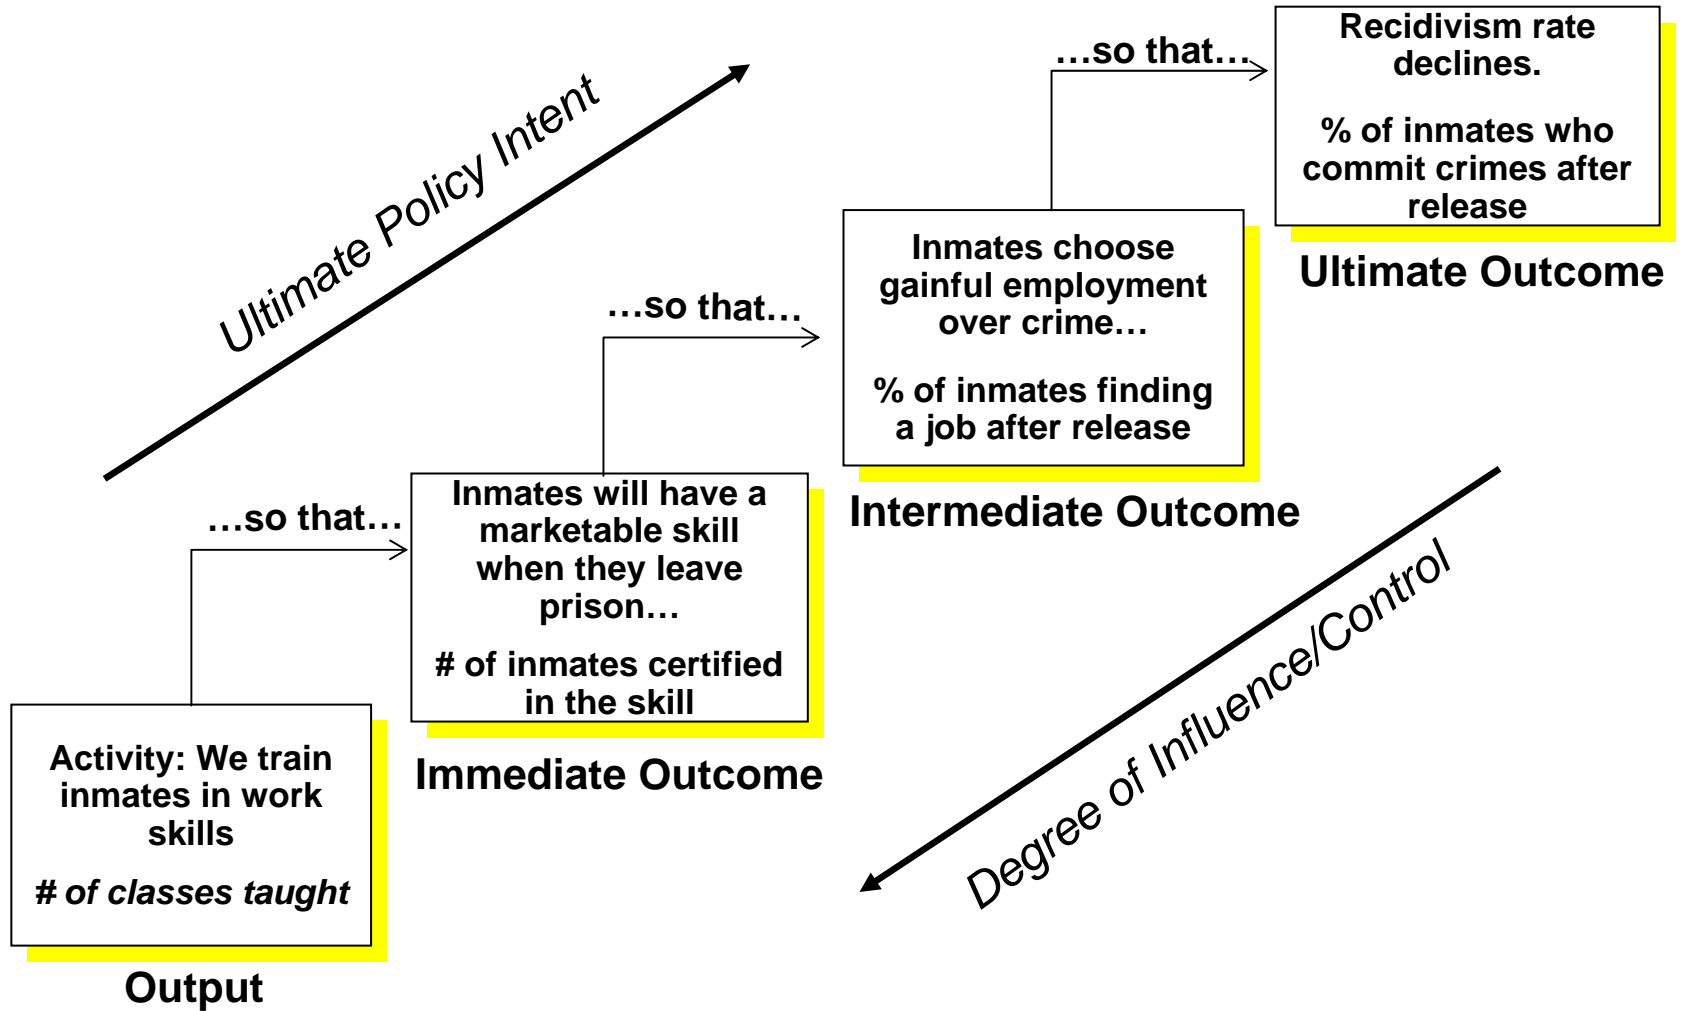 Ultimate Policy Intent
…so that…
Recidivism rate
declines.
% of inmates who
commit crimes after
release
Ultimate Outcome
…so that…
Inmates choose
gainful employment
over crime…
% of inmates finding
a job after release
Intermediate Outcome
…so that…
Inmates will have a
marketable skill
when they leave
prison…
# of inmates certified
in the skill
Immediate Outcome
Activity: We train
inmates in work
skills
# of classes taught
Output
Degree of Influence/Control